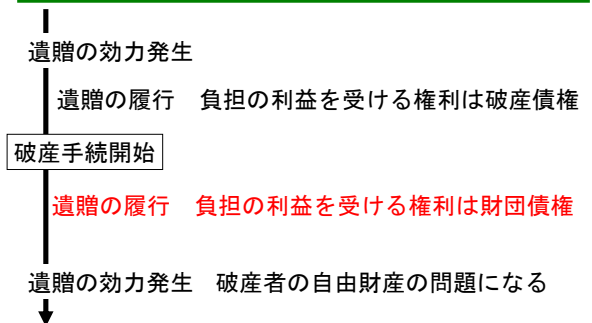 遺贈の効力発生
遺贈の履行　負担の利益を受ける権利は破産債権
破産手続開始
遺贈の履行　負担の利益を受ける権利は財団債権
遺贈の効力発生　破産者の自由財産の問題になる